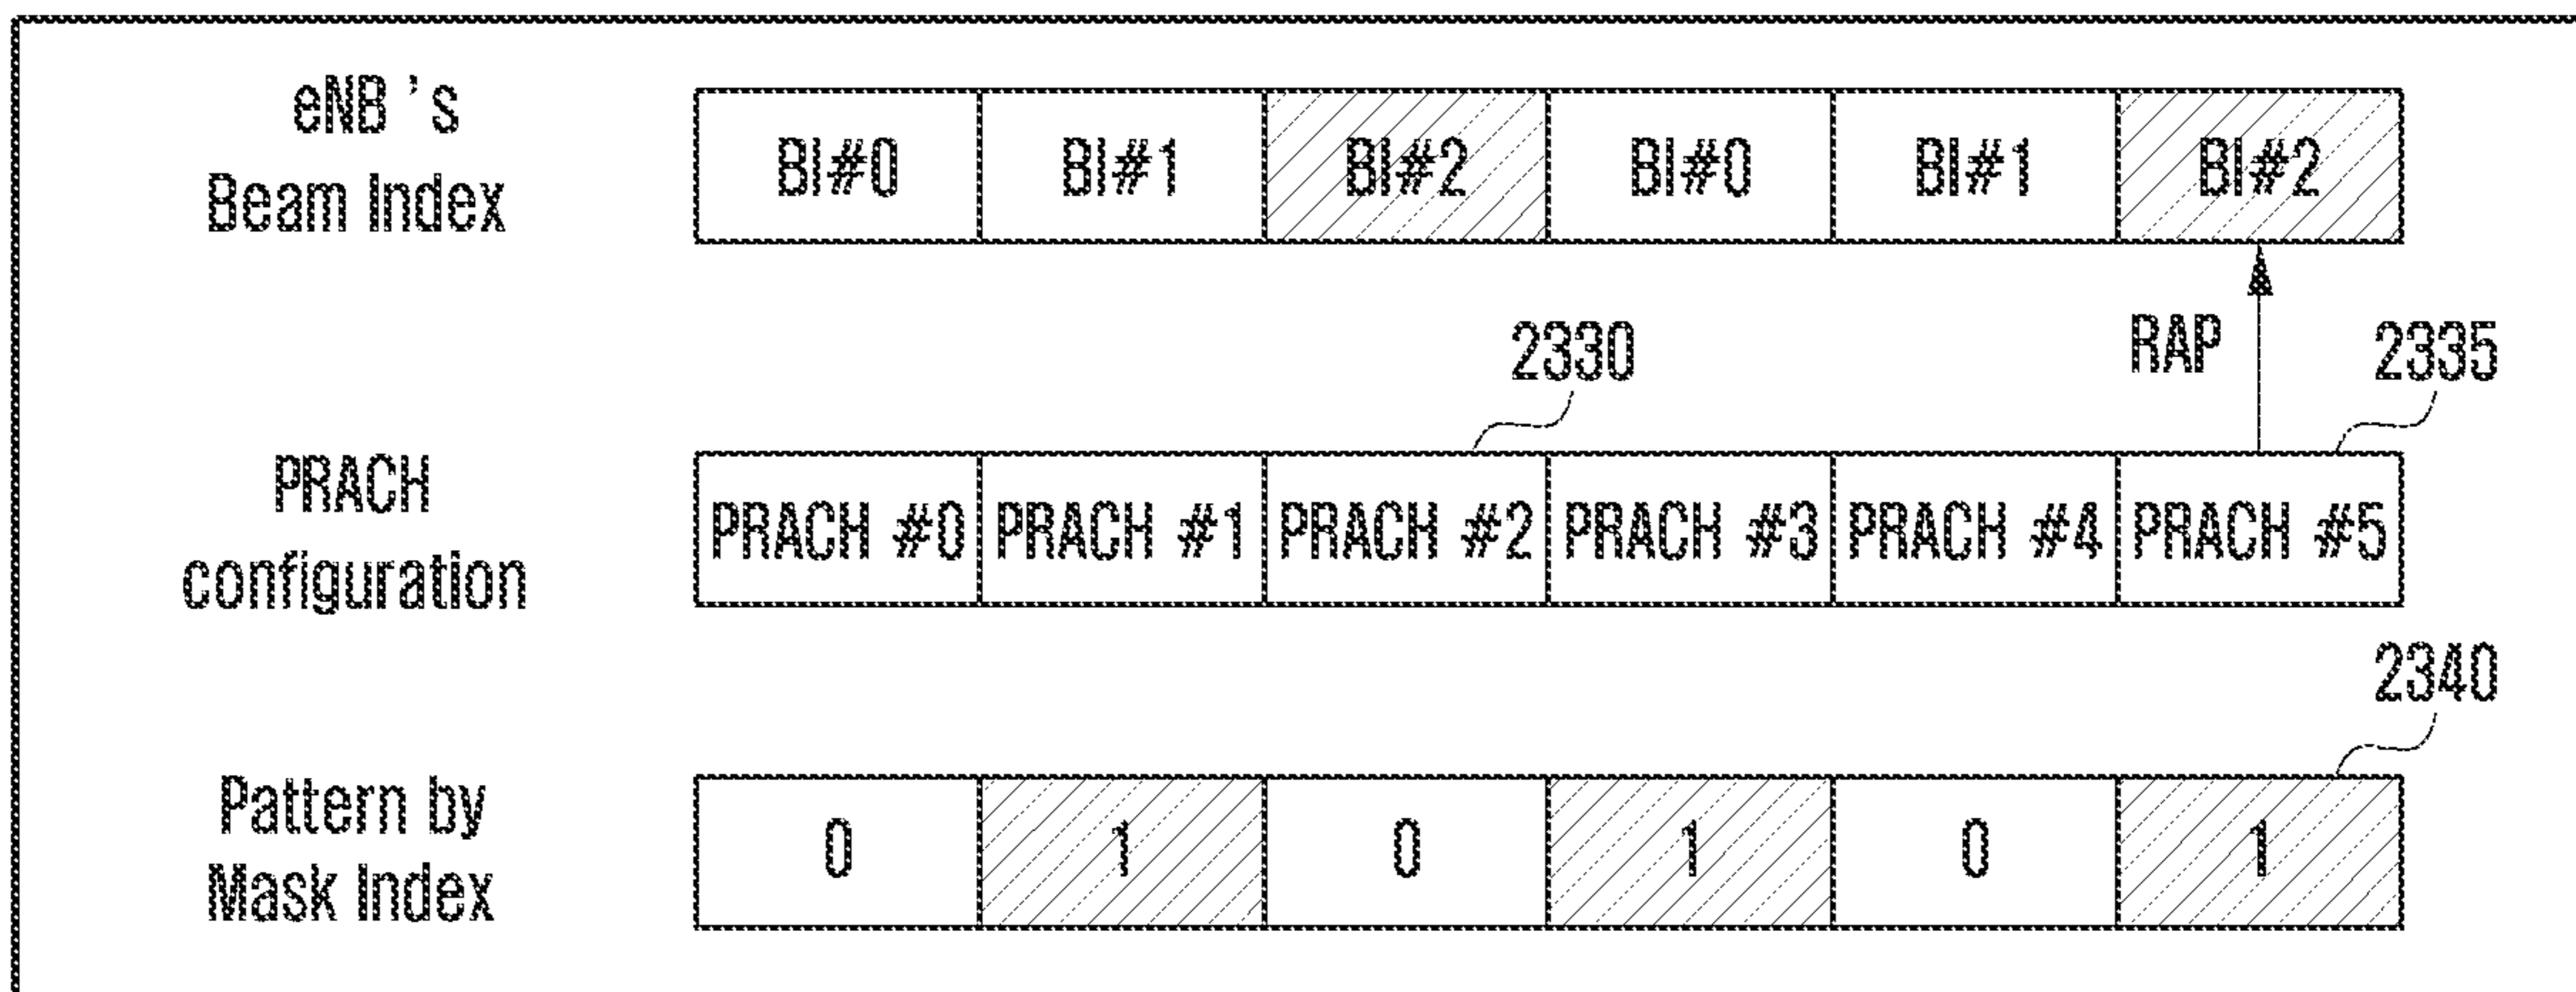 eNB 's
Beam Index
BI#0 BI#1 BI#2 BI#0 BI#1 BI#2
RAP
2330
2335
PRACH
configuration
PRACH #0 PRACH #1 PRACH #2 PRACH #3 PRACH #4 PRACH #5
2340
Pattern by
Mask Index
0 1 0 1 0 1